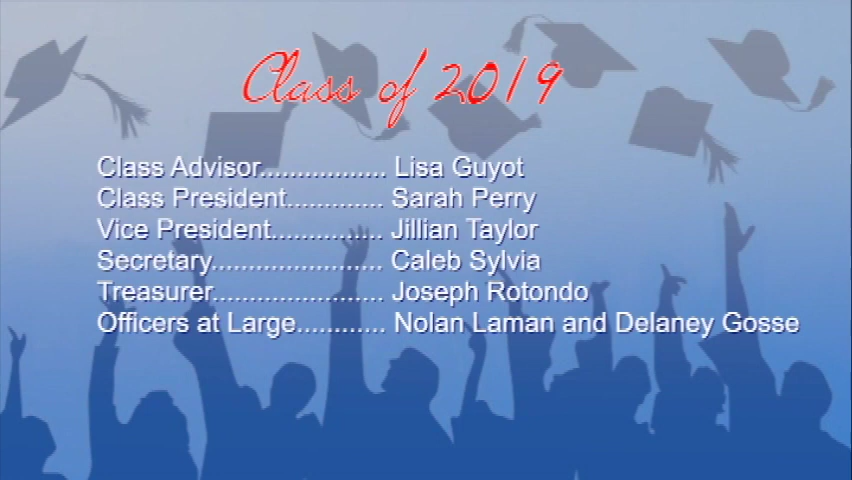 Class of 2019
Class Advisor................. Lisa Guyot
Class President............. Sarah Perry
Vice President............... Jillian Taylor
Secretary....................... Caleb Sylvia
Treasurer....................... Joseph Rotondo
Officers at Large............ Nolan Laman and Delaney Gosse